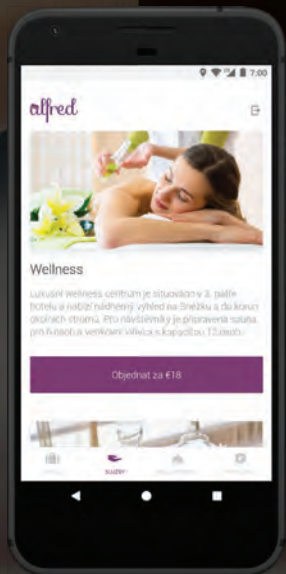 7:00
alfred
Wellness
Luxusní wellness centrum je situováno v 3. patře
hotelu a nabízí nádherný výhled na Sněžku a do korun
okolních stromů. Pro návštěvníky je připravena sauna
pro 6 osob a venkovní vířivka s kapacitou 12 osob.
Objednat za €18
SLUŽBY